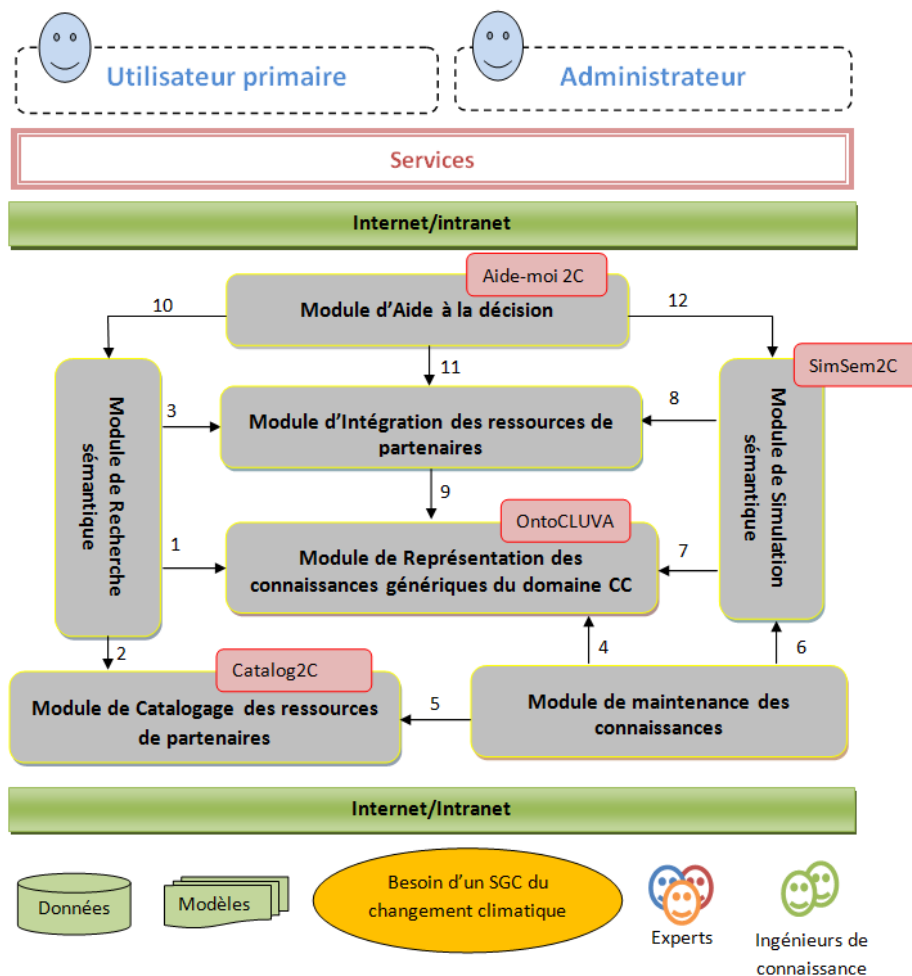 Utilisateur primaire
Administrateur
Services
Internet/intranet
Aide-moi 2C
10
Module d'Aide à la décision
12
SimSem2C
11
Module de Recherche
sémantique
3
Module d'Intégration des ressources de
partenaires
8
Module de Simulation
sémantique
9
OntoCLUVA
1
Module de Représentation des
connaissances génériques du domaine CC
7
2
4
6
Catalog2C
Module de Catalogage des ressources
de partenaires
5
Module de maintenance des
connaissances
Internet/Intranet
Données
Modèles
Besoin d'un SGC du
changement climatique
Experts
Ingénieurs de
connaissance